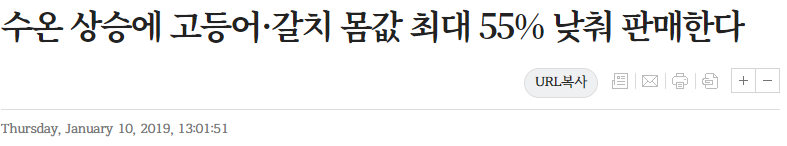 수온 상승에 고등어·갈치 몸값 최대 55% 낮춰 판매한다
URL복사
Thursday, January 10, 2019, 13:01:51